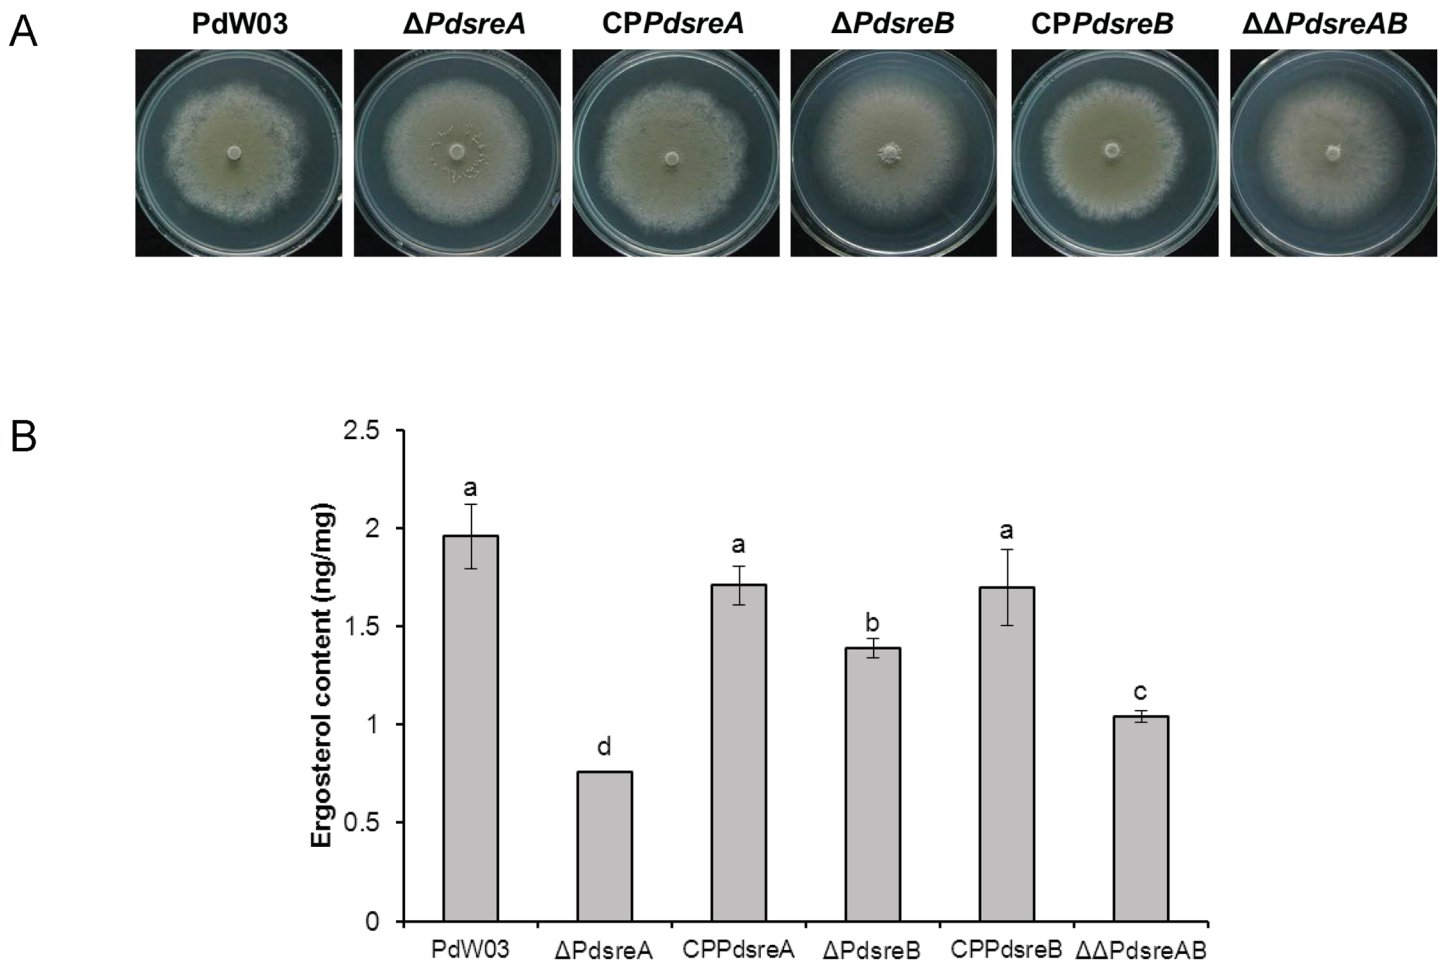 A
PdW03 ΔPdsreA CPPdsreA ΔPdsreB CPPdsreB ΔΔPdsreAB
B
Ergosterol content (ng/mg)
2.5
2
1.5
1
0.5
0
a
d
a
b
a
c
PdW03 ΔPdsreA CPPdsreA ΔPdsreB CPPdsreB ΔΔPdsreAB